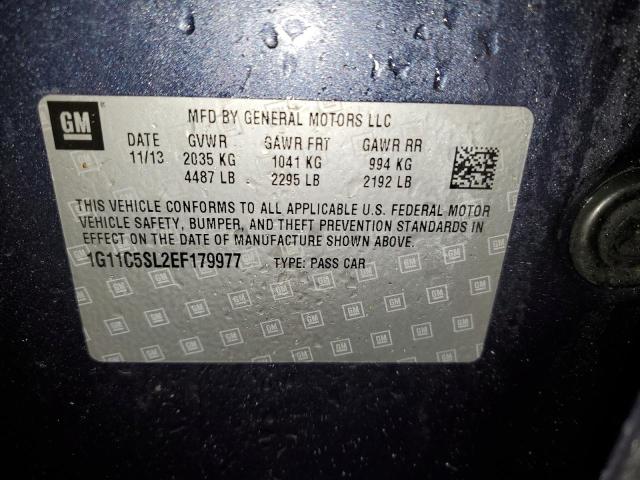 GM
MFD BY GENERAL MOTORS LLC
DATE GVWR GAWR FRT GAWR RR
11/13 2035 KG 1041 KG 994 KG
4487 LB 2295 LB 2192 LB
THIS VEHICLE CONFORMS TO ALL APPLICABLE U.S. FEDERAL MOTOR
VEHICLE SAFETY, BUMPER, AND THEFT PREVENTION STANDARDS IN
EFFECT ON THE DATE OF MANUFACTURE SHOWN ABOVE.
1G11C5SL2EF179977 TYPE: PASS CAR